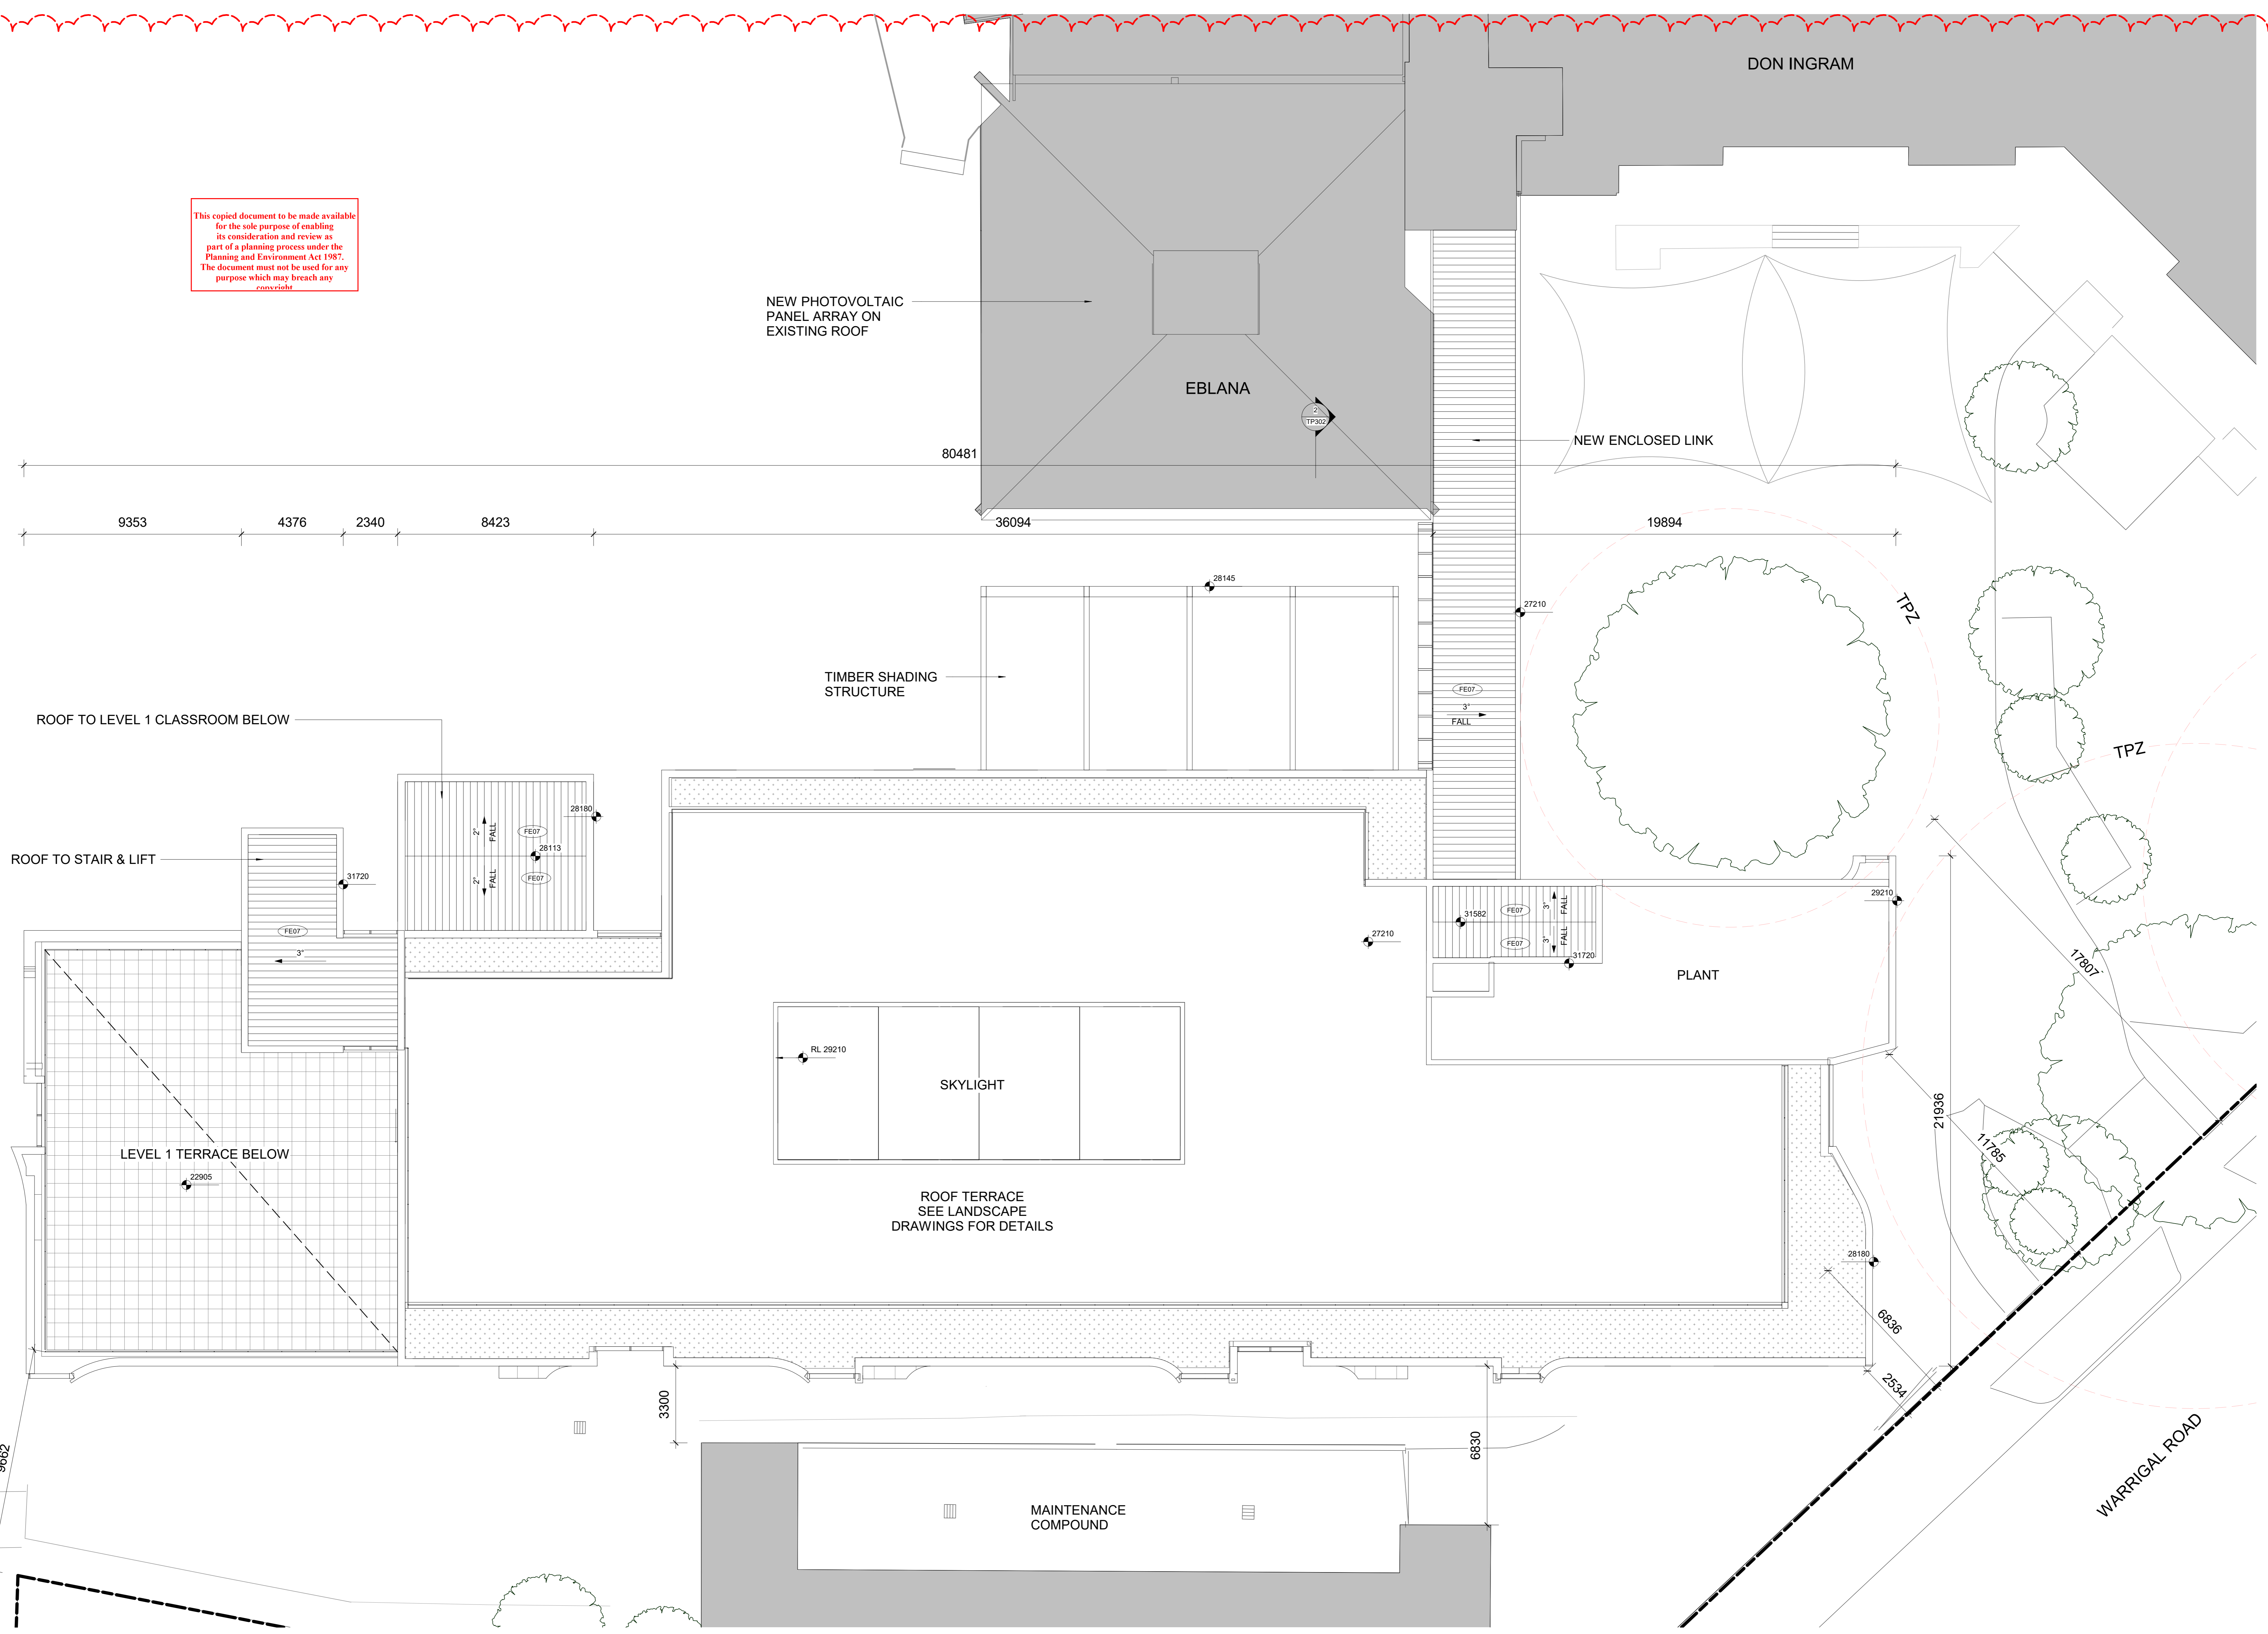 DON INGRAM
This copied document to be made available
for the sole purpose of enabling
its consideration and review as
part of a planning process under the
Planning and Environment Act 1987.
The document must not be used for any
purpose which may breach any
copyright
NEW PHOTOVOLTAIC
PANEL ARRAY ON
EXISTING ROOF
EBLANA
2
TP302
NEW ENCLOSED LINK
80481
9353
4376
2340
8423
36094
19894
28145
27210
TPZ
TIMBER SHADING
STRUCTURE
FE07
3°
FALL
ROOF TO LEVEL 1 CLASSROOM BELOW
TPZ
28180
2°
FALL
FE07
28113
2°
FALL
FE07
ROOF TO STAIR & LIFT
31720
29210
31582
FE07
3°
FALL
FE07
3°
FALL
31720
FE07
3°
27210
PLANT
17807
RL 29210
SKYLIGHT
21936
11785
LEVEL 1 TERRACE BELOW
22905
ROOF TERRACE
SEE LANDSCAPE
DRAWINGS FOR DETAILS
28180
6836
2534
3300
6830
9662
WARRIGAL ROAD
MAINTENANCE
COMPOUND